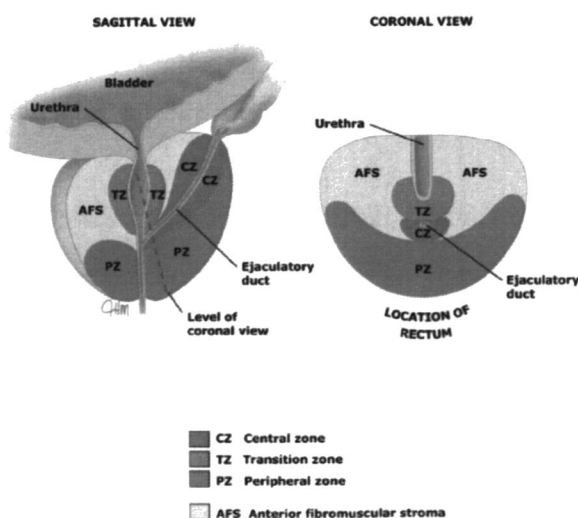 SAGITTAL VIEW
Bladder
Urethra
CZ
CZ
TZ
TZ
AFS
PZ
PZ
Ejaculatory
duct
Level of
coronal view
CORONAL VIEW
Urethra
AFS
AFS
TZ
CZ
PZ
Ejaculatory
duct
LOCATION OF
RECTUM
CZ Central zone
TZ Transition zone
PZ Peripheral zone
AFS Anterior fibromuscular stroma